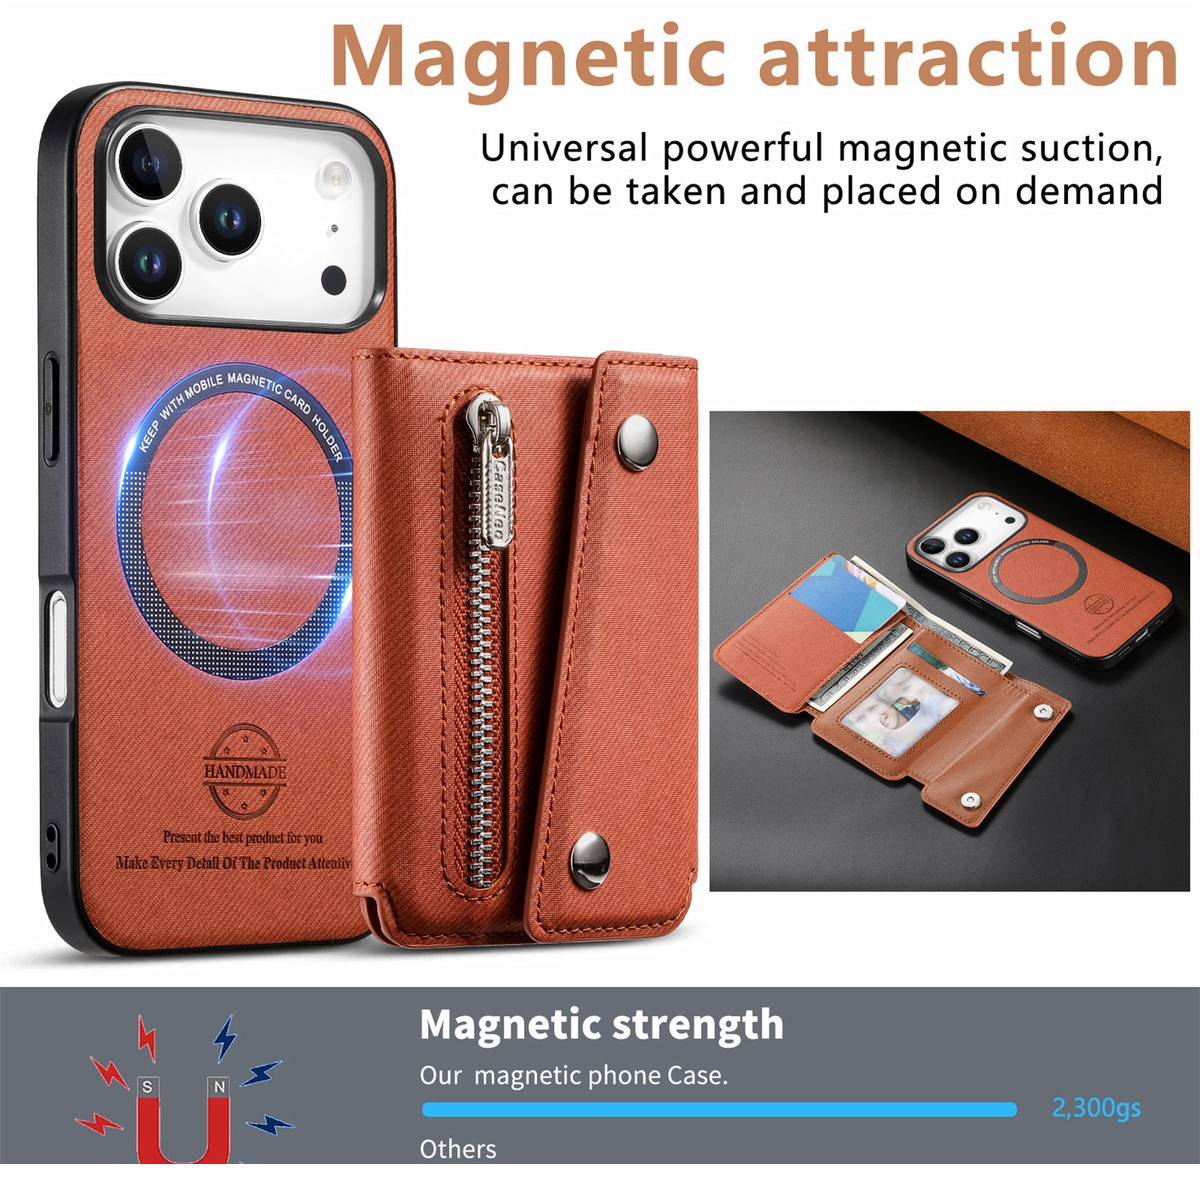 Magnetic attraction
Universal powerful magnetic suction,
can be taken and placed on demand
KEEP WITH MOBILE MAGNETIC CARD HOLDER
CaseNeo
HANDMADE
Present the best product for you
Make Every Detail Of The Product Attentiv
Magnetic strength
S N
Our magnetic phone Case.
2,300gs
Others